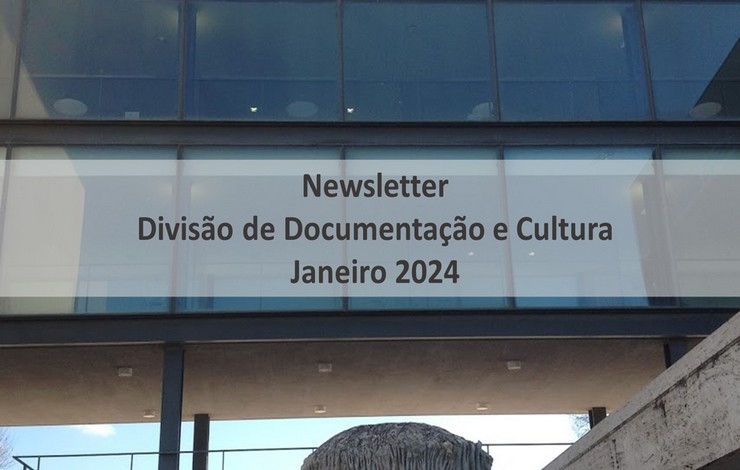 Newsletter
Divisão de Documentação e Cultura
Janeiro 2024